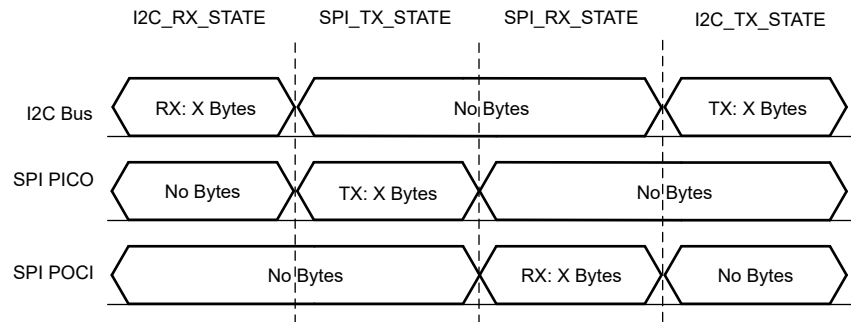 I2C_RX_STATE SPI_TX_STATE SPI_RX_STATE I2C_TX_STATE
I2C Bus RX: X Bytes No Bytes TX: X Bytes
SPI PICO No Bytes TX: X Bytes No Bytes
SPI POCI No Bytes RX: X Bytes No Bytes